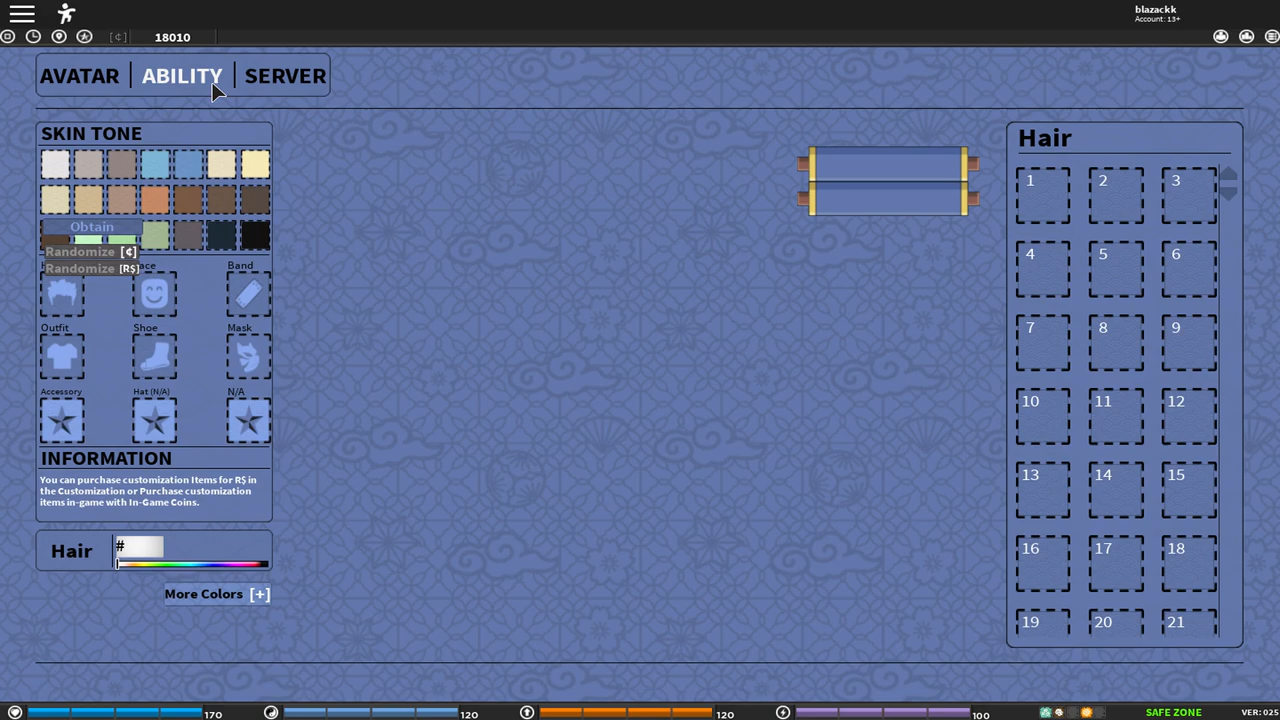 blazackk
Account: 13+
[¢] 18010
AVATAR | ABILITY | SERVER
SKIN TONE
Obtain
Randomize [¢]
Randomize [R$]
ace
Band
Outfit
Shoe
Mask
Accessory
Hat (N/A)
N/A
INFORMATION
You can purchase customization Items for R$ in
the Customization or Purchase customization
items in-game with In-Game Coins.
Hair
#
More Colors [+]
Hair
1 2 3
4 5 6
7 8 9
10 11 12
13 14 15
16 17 18
19 20 21
170
120
120
100
SAFE ZONE
VER:025